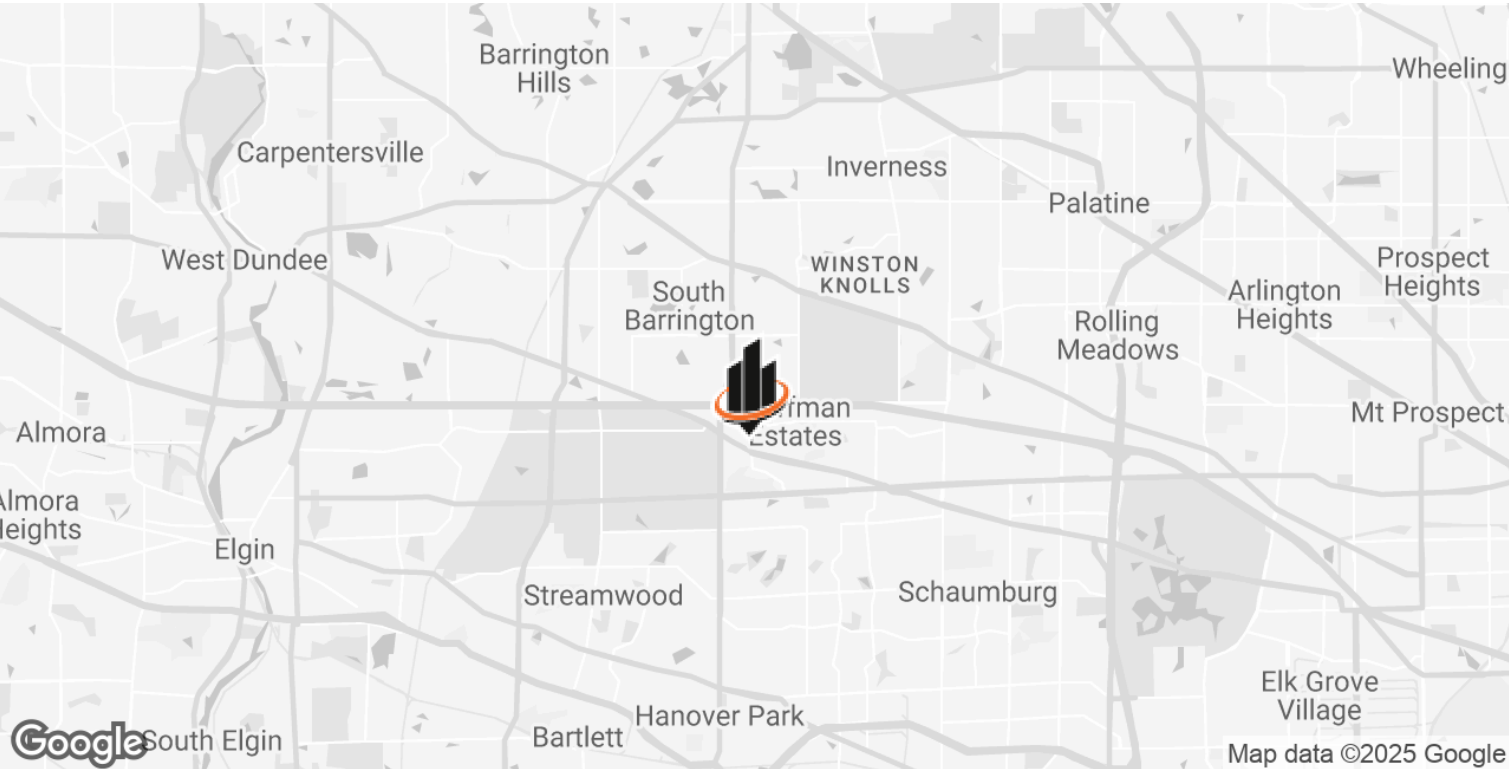 Barrington
Hills
Wheeling
Carpentersville
Inverness
Palatine
West Dundee
WINSTON
KNOLLS
Prospect
Heights
South
Barrington
Arlington
Heights
Rolling
Meadows
Estates
Mt Prospect
Almora
Almora
Heights
Elgin
Streamwood
Schaumburg
Elk Grove
Village
Hanover Park
Bartlett
South Elgin
Google
Map data ©2025 Google